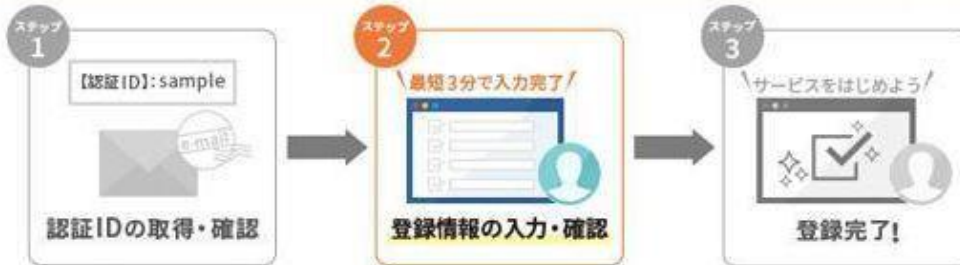 ステップ
1
【認証ID】:sample
e-mail
認証IDの取得・確認
ステップ
2
最短3分で入力完了
登録情報の入力・確認
ステップ
3
サービスをはじめよう
登録完了!